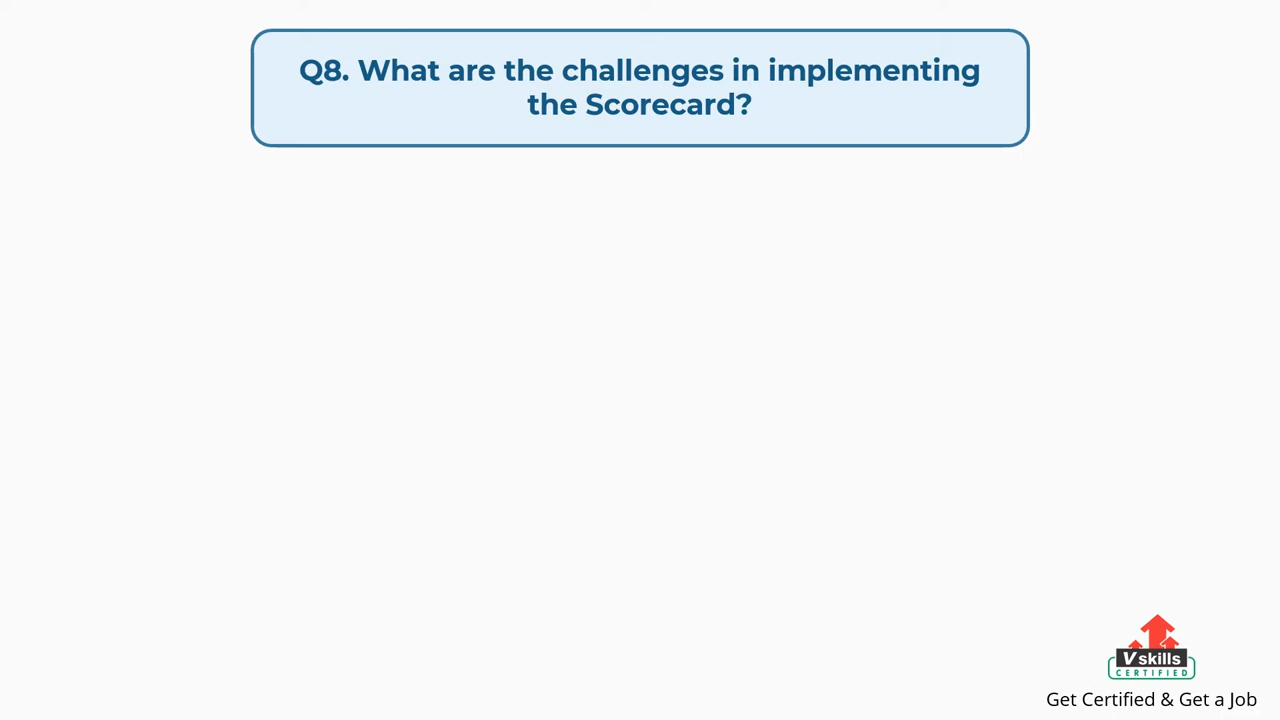 Q8. What are the challenges in implementing
the Scorecard?
Vskills
CERTIFIED
Get Certified & Get a Job